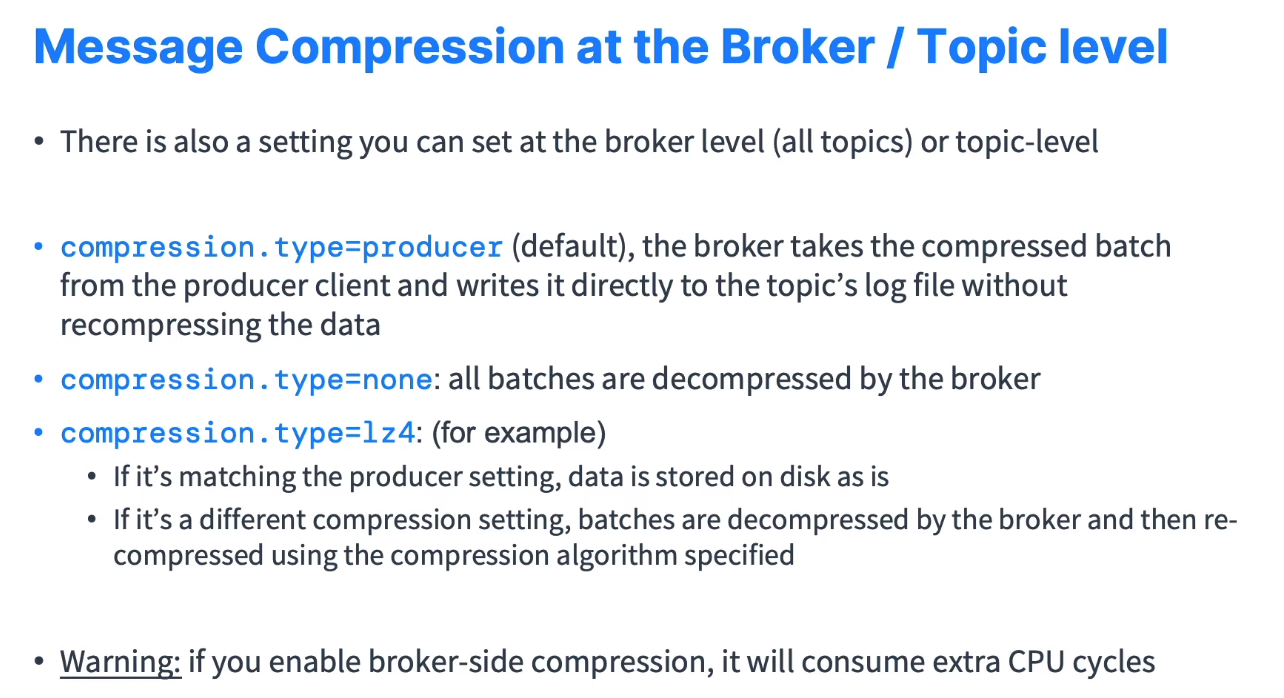 Message Compression at the Broker / Topic level
• There is also a setting you can set at the broker level (all topics) or topic-level
• compression.type=producer (default), the broker takes the compressed batch
from the producer client and writes it directly to the topic’s log file without
recompressing the data
• compression.type=none: all batches are decompressed by the broker
• compression.type=lz4: (for example)
• If it’s matching the producer setting, data is stored on disk as is
• If it’s a different compression setting, batches are decompressed by the broker and then re-
compressed using the compression algorithm specified
• Warning: if you enable broker-side compression, it will consume extra CPU cycles